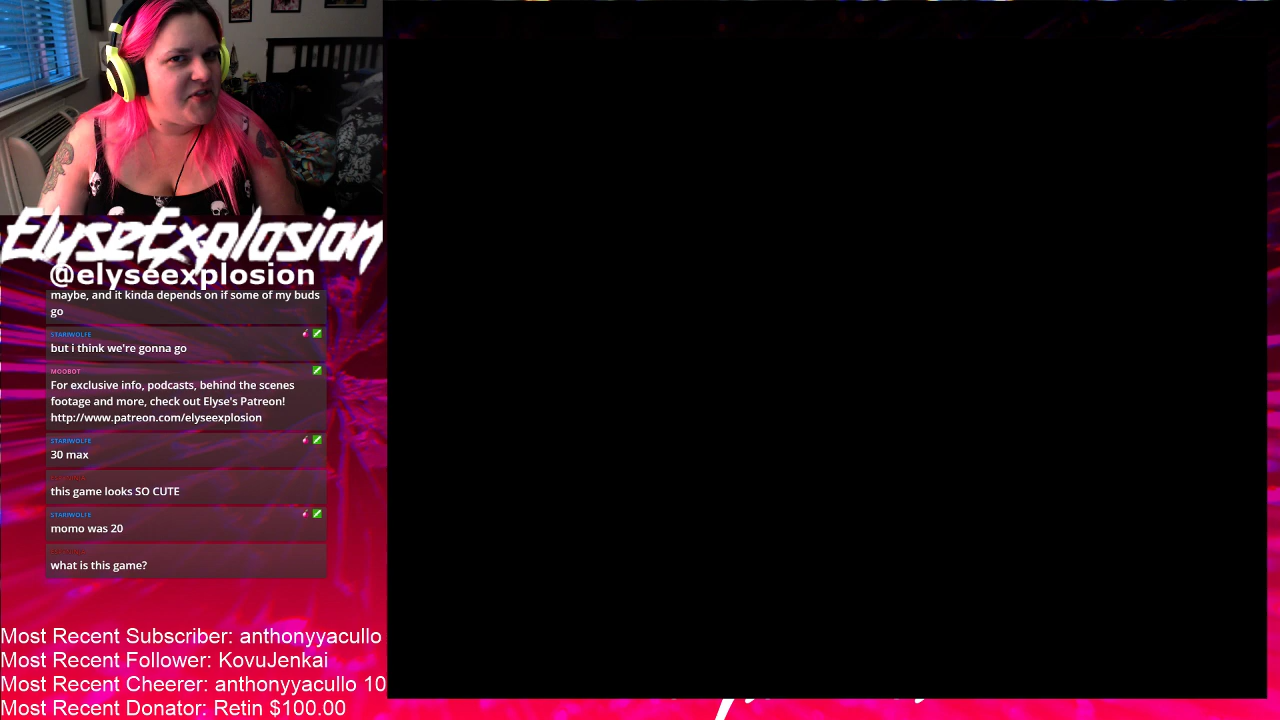 ElyseExplosion
@elyseexplosion
maybe, and it kinda depends on if some of my buds
go
STARIWOLFE
but i think we're gonna go
MOOBOT
For exclusive info, podcasts, behind the scenes
footage and more, check out Elyse's Patreon!
http://www.patreon.com/elyseexplosion
STARIWOLFE
30 max
this game looks SO CUTE
STARIWOLFE
momo was 20
what is this game?
Most Recent Subscriber: anthonyyacullo
Most Recent Follower: KovuJenkai
Most Recent Cheerer: anthonyyacullo 10
Most Recent Donator: Retin $100.00